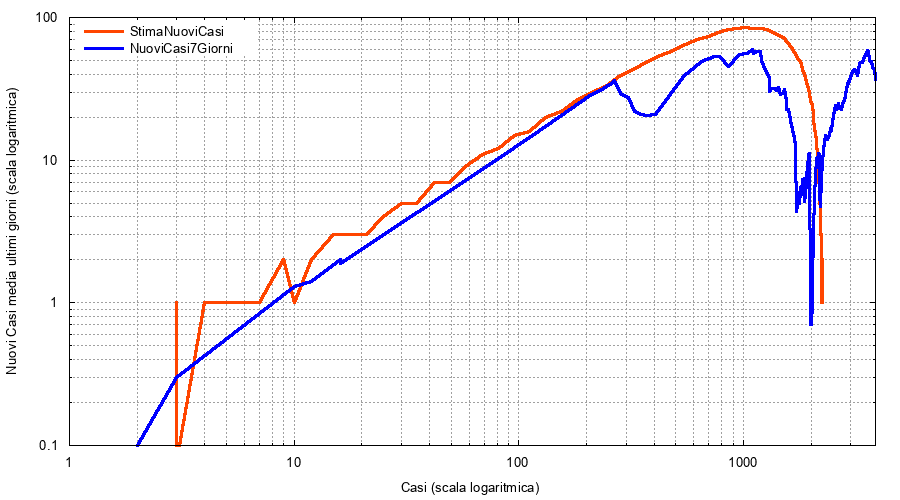 100
StimaNuoviCasi
NuoviCasi7Giorni
10
1
0.1
1
10
100
1000
Nuovi Casi media ultimi giorni (scala logaritmica)
Casi (scala logaritmica)